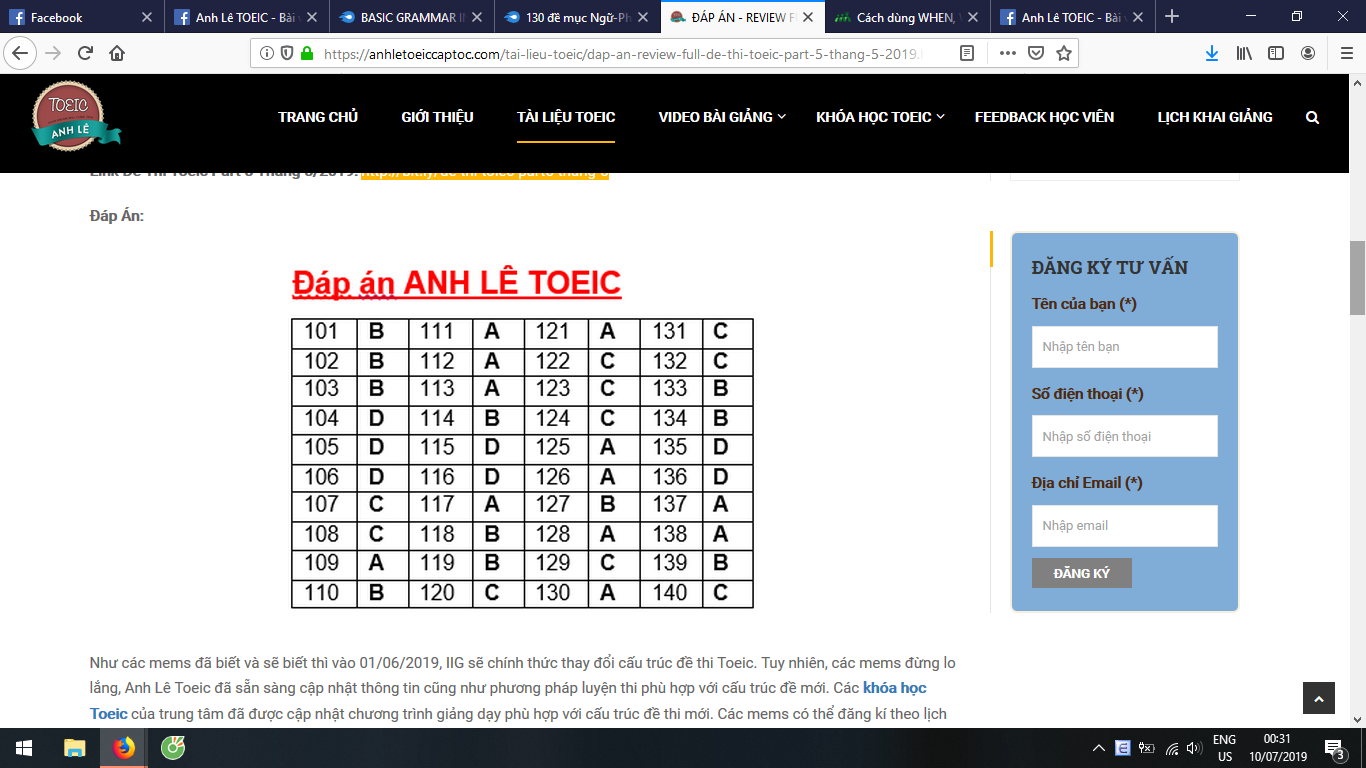 Facebook
Anh Lê TOEIC - Bài v
BASIC GRAMMAR I
130 đề mục Ngữ-Ph
ĐÁP ÁN - REVIEW F
Cách dùng WHEN,
Anh Lê TOEIC - Bài v
https://anhletoeiccaptoc.com/tai-lieu-toeic/dap-an-review-full-de-thi-toeic-part-5-thang-5-2019.
TOEIC
ANH LÊ
TRANG CHỦ
GIỚI THIỆU
TÀI LIỆU TOEIC
VIDEO BÀI GIẢNG
KHÓA HỌC TOEIC
FEEDBACK HỌC VIÊN
LỊCH KHAI GIẢNG
Đáp Án:
Đáp án ANH LÊ TOEIC
101 B 111 A 121 A 131 C
102 B 112 A 122 C 132 C
103 B 113 A 123 C 133 B
104 D 114 B 124 C 134 B
105 D 115 D 125 A 135 D
106 D 116 D 126 A 136 D
107 C 117 A 127 B 137 A
108 C 118 B 128 A 138 A
109 A 119 B 129 C 139 B
110 B 120 C 130 A 140 C
ĐĂNG KÝ TƯ VẤN
Tên của bạn (*)
Nhập tên bạn
Số điện thoại (*)
Nhập số điện thoại
Địa chỉ Email (*)
Nhập email
ĐĂNG KÝ
Như các mems đã biết và sẽ biết thì vào 01/06/2019, IIG sẽ chính thức thay đổi cấu trúc đề thi Toeic. Tuy nhiên, các mems đừng lo
lắng, Anh Lê Toeic đã sẵn sàng cập nhật thông tin cũng như phương pháp luyện thi phù hợp với cấu trúc đề mới. Các khóa học
Toeic của trung tâm đã được cập nhật chương trình giảng dạy phù hợp với cấu trúc đề thi mới. Các mems có thể đăng kí theo lịch
ENG
US
00:31
10/07/2019
3